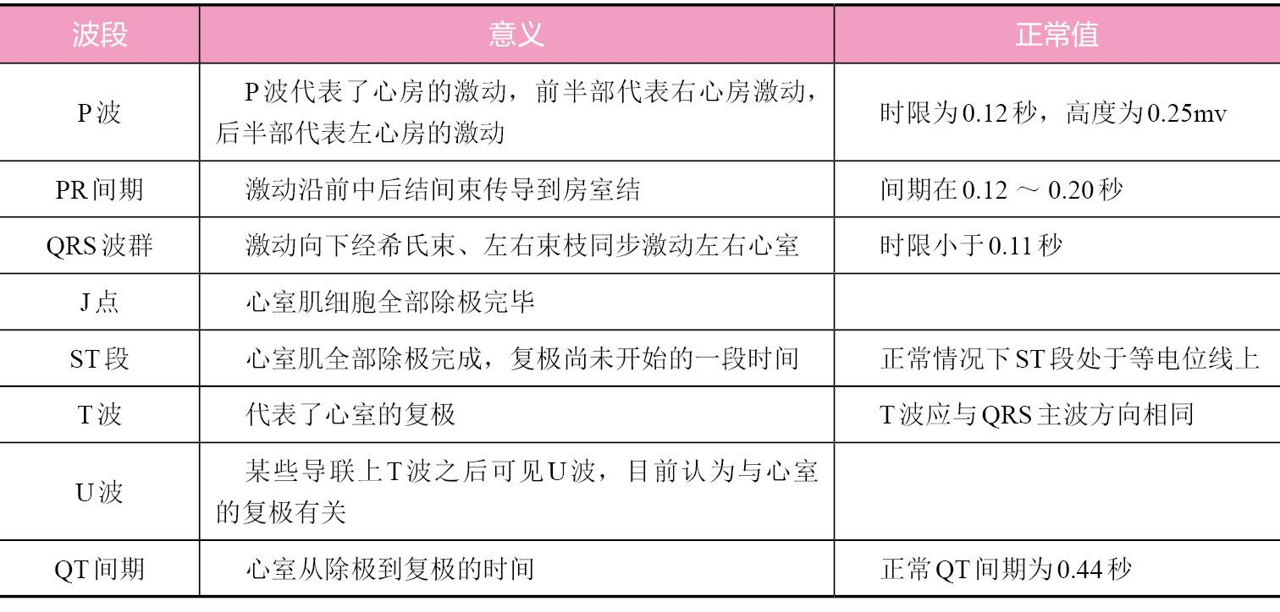 波段 意义 正常值
P波 P波代表了心房的激动，前半部代表右心房激动， 时限为0.12秒，高度为0.25mv
后半部代表左心房的激动
PR间期 激动沿前中后结间束传导到房室结 间期在0.12 ～ 0.20秒
QRS波群 激动向下经希氏束、左右束枝同步激动左右心室 时限小于0.11秒
J点 心室肌细胞全部除极完毕
ST段 心室肌全部除极完成，复极尚未开始的一段时间 正常情况下ST段处于等电位线上
T波 代表了心室的复极 T波应与QRS主波方向相同
U波 某些导联上T波之后可见U波，目前认为与心室
的复极有关
QT间期 心室从除极到复极的时间 正常QT间期为0.44秒